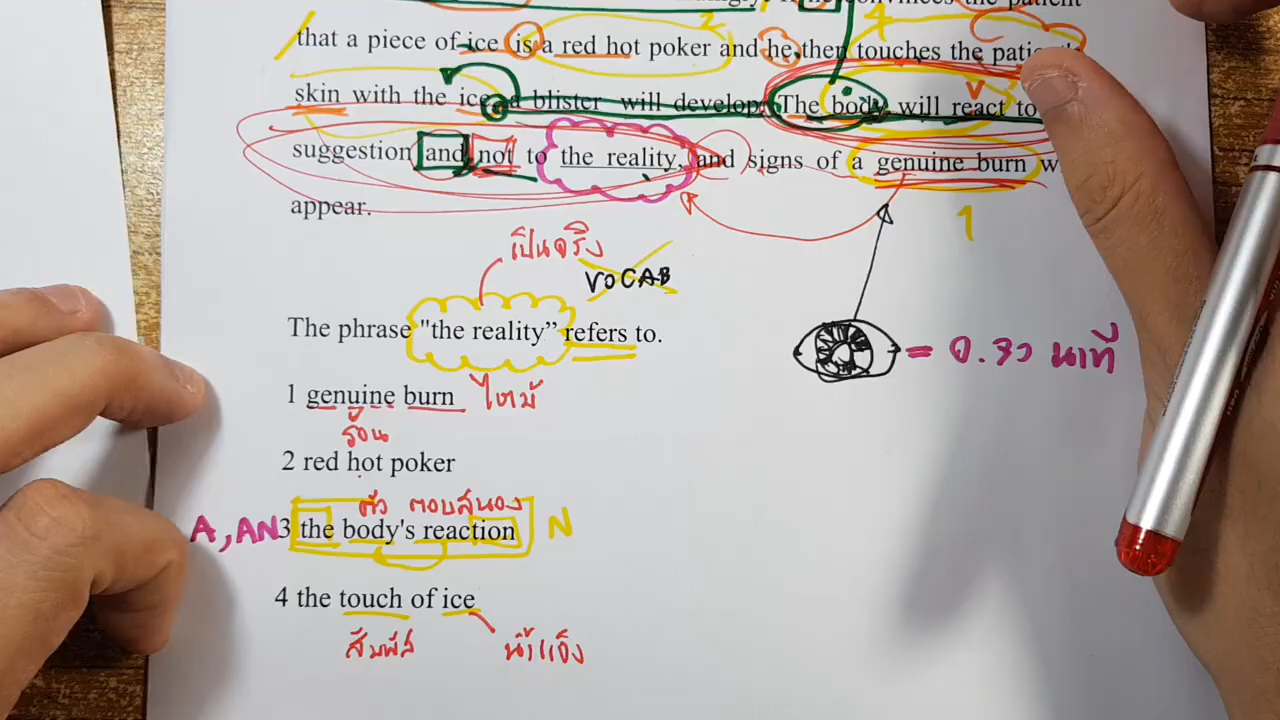 that a piece of ice is a red hot poker and he then touches the
2
4
skin with the ice, a blister will develop. The body will react to
V
suggestion and not to the reality, and signs of a genuine burn
appear.
1
เป็นจริง
VOCAB
The phrase "the reality” refers to.
= 0.33 นาที
1 genuine burn ไหม้
ร้อน
2 red hot poker
ตัว ตอบสนอง
A, AN 3 the body's reaction N
4 the touch of ice
สัมผัส น้ำแข็ง